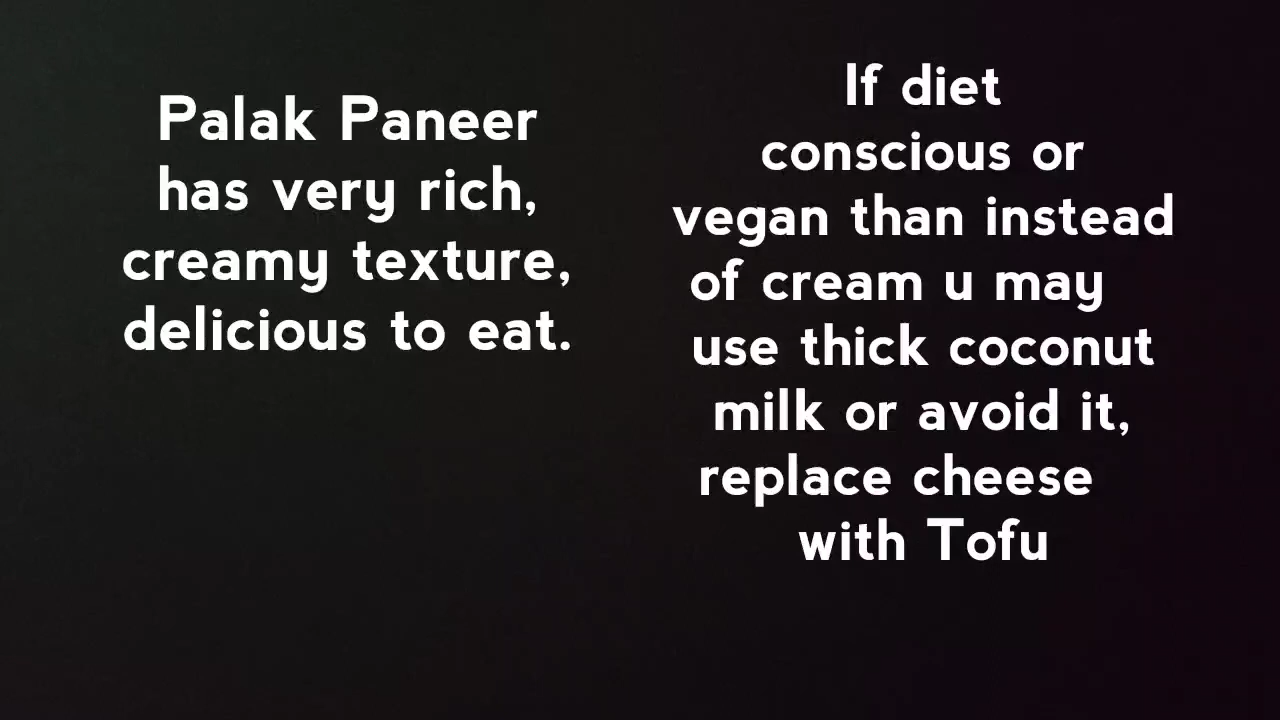 Palak Paneer
has very rich,
creamy texture,
delicious to eat.
If diet
conscious or
vegan than instead
of cream u may
use thick coconut
milk or avoid it,
replace cheese
with Tofu